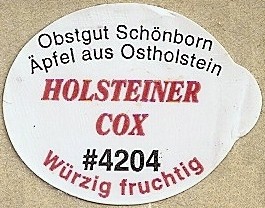 Obstgut Schönborn
Äpfel aus Ostholstein
HOLSTEINER
COX
#4204
Würzig fruchtig